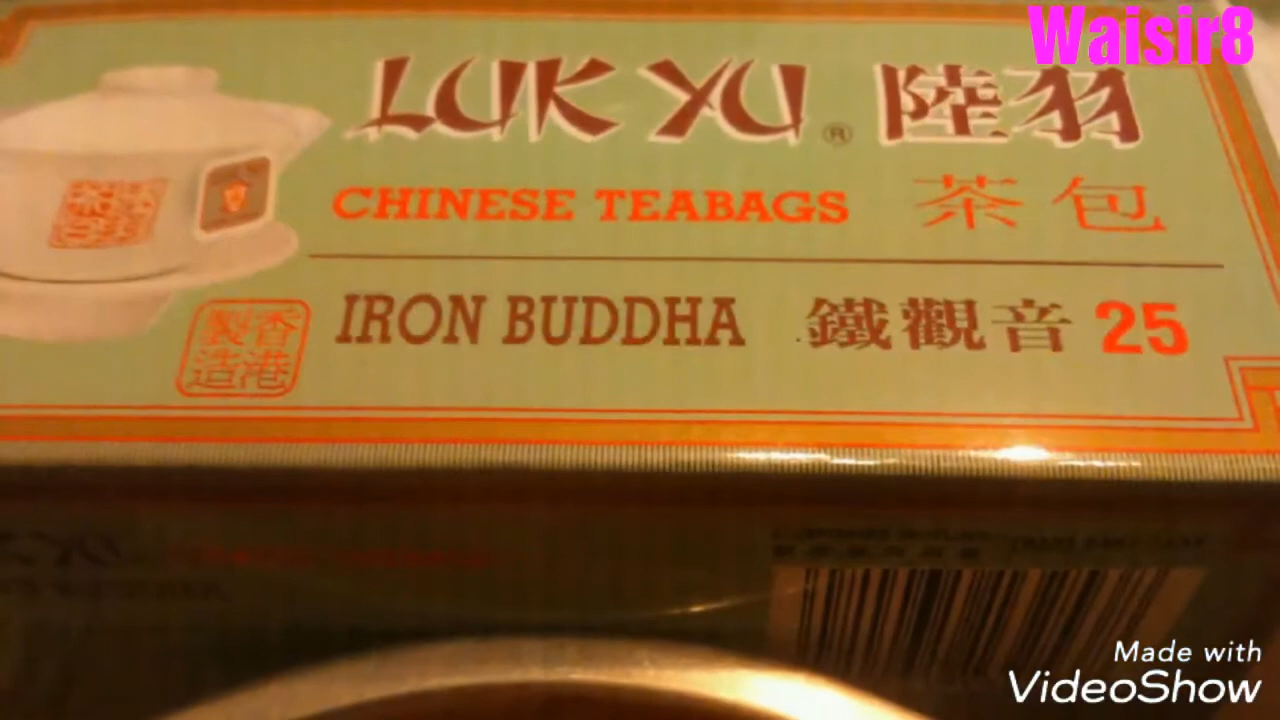 Waisir8
LUK YU® 陸羽
CHINESE TEABAGS 茶包
IRON BUDDHA 鐵觀音 25
香港
製造
Made with
VideoShow